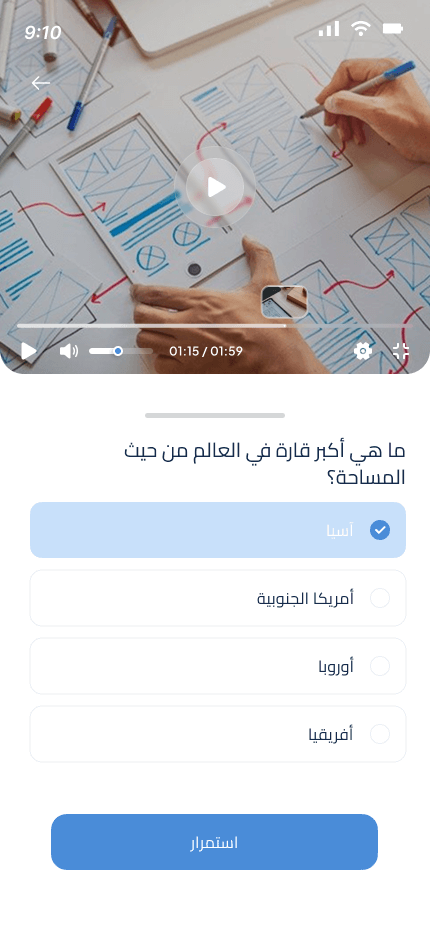 9:10
01:15 / 01:59
ما هي أكبر قارة في العالم من حيث
المساحة؟
آسيا
أمريكا الجنوبية
أوروبا
أفريقيا
استمرار